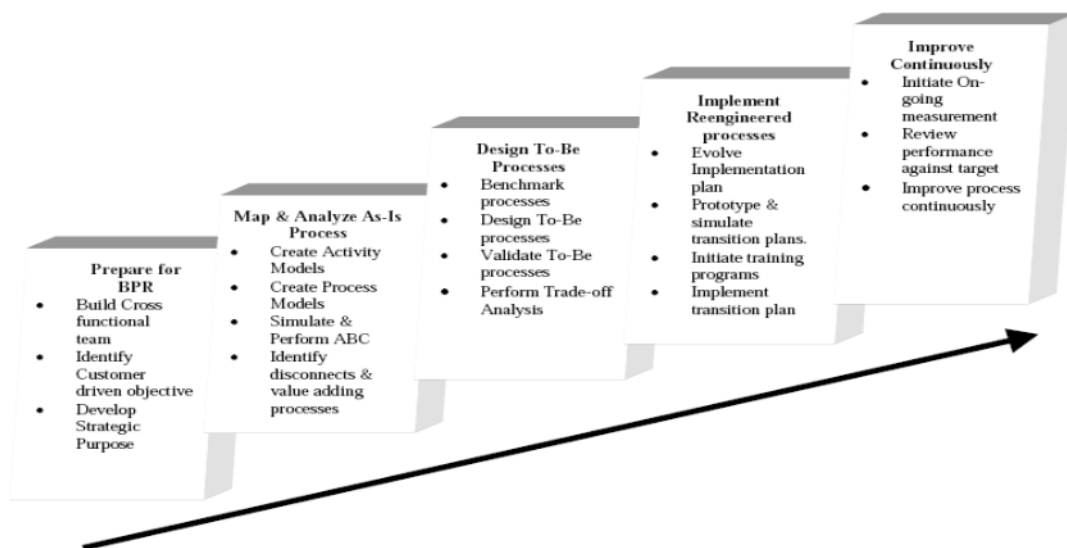 Prepare for
BPR
• Build Cross
functional
team
• Identify
Customer
driven objective
• Develop
Strategic
Purpose
Map & Analyze As-Is
Process
• Create Activity
Models
• Create Process
Models
• Simulate &
Perform ABC
• Identify
disconnects &
value adding
processes
Design To-Be
Processes
• Benchmark
processes
• Design To-Be
processes
• Validate To-Be
processes
• Perform Trade-off
Analysis
Implement
Reengineered
processes
• Evolve
Implementation
plan
• Prototype &
simulate
transition plans.
• Initiate training
programs
• Implement
transition plan
Improve
Continuously
• Initiate On-
going
measurement
• Review
performance
against target
• Improve process
continuously